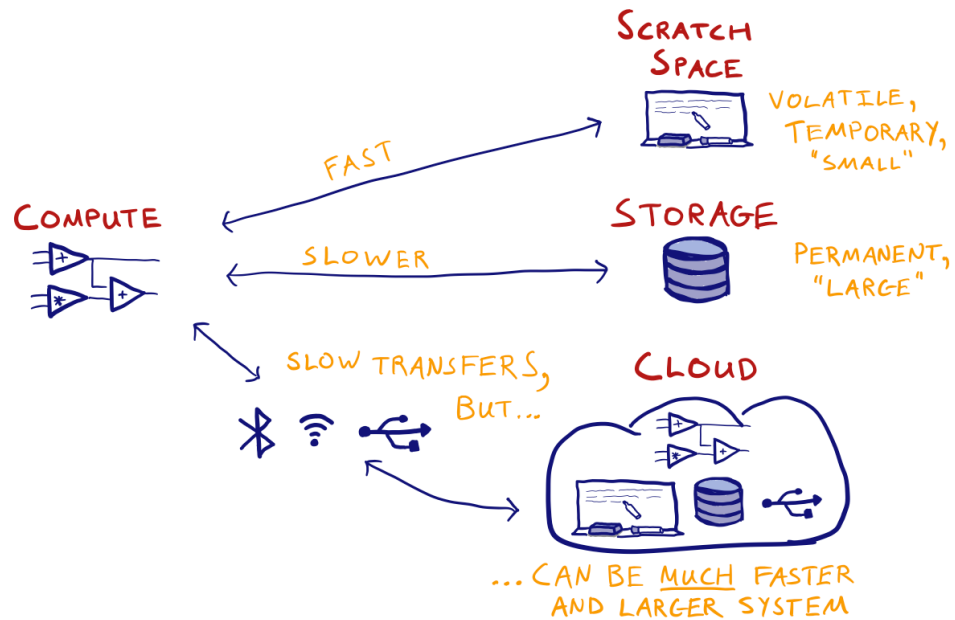 SCRATCH
SPACE
VOLATILE,
TEMPORARY,
"SMALL"
FAST
COMPUTE
+
*
+
STORAGE
SLOWER
PERMANENT,
"LARGE"
SLOW TRANSFERS,
BUT...
CLOUD
+
*
+
...CAN BE MUCH FASTER
AND LARGER SYSTEM